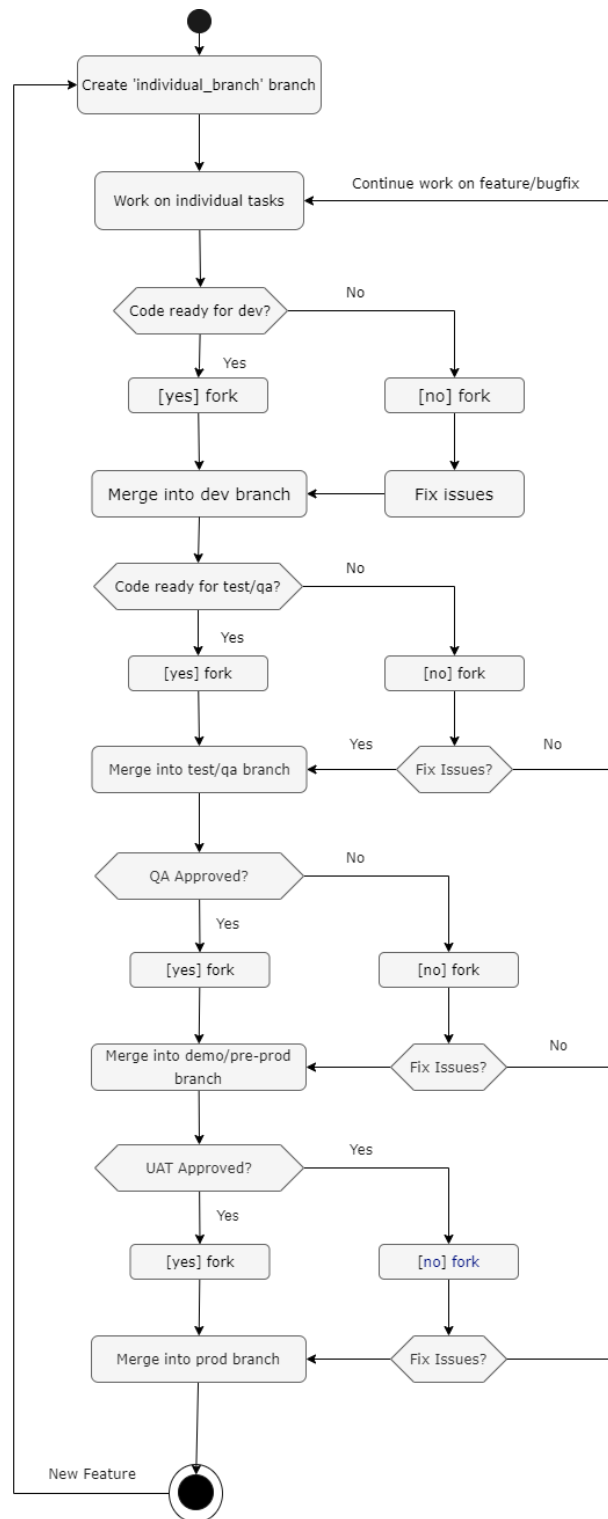 Create 'individual_branch' branch
Continue work on feature/bugfix
Work on individual tasks
Code ready for dev?
No
Yes
[yes] fork
[no] fork
Merge into dev branch
Fix issues
Code ready for test/qa?
No
Yes
[yes] fork
[no] fork
Merge into test/qa branch
Yes
Fix Issues?
No
QA Approved?
No
Yes
[yes] fork
[no] fork
Merge into demo/pre-prod
branch
Fix Issues?
No
UAT Approved?
Yes
Yes
[yes] fork
[no] fork
Merge into prod branch
Fix Issues?
New Feature